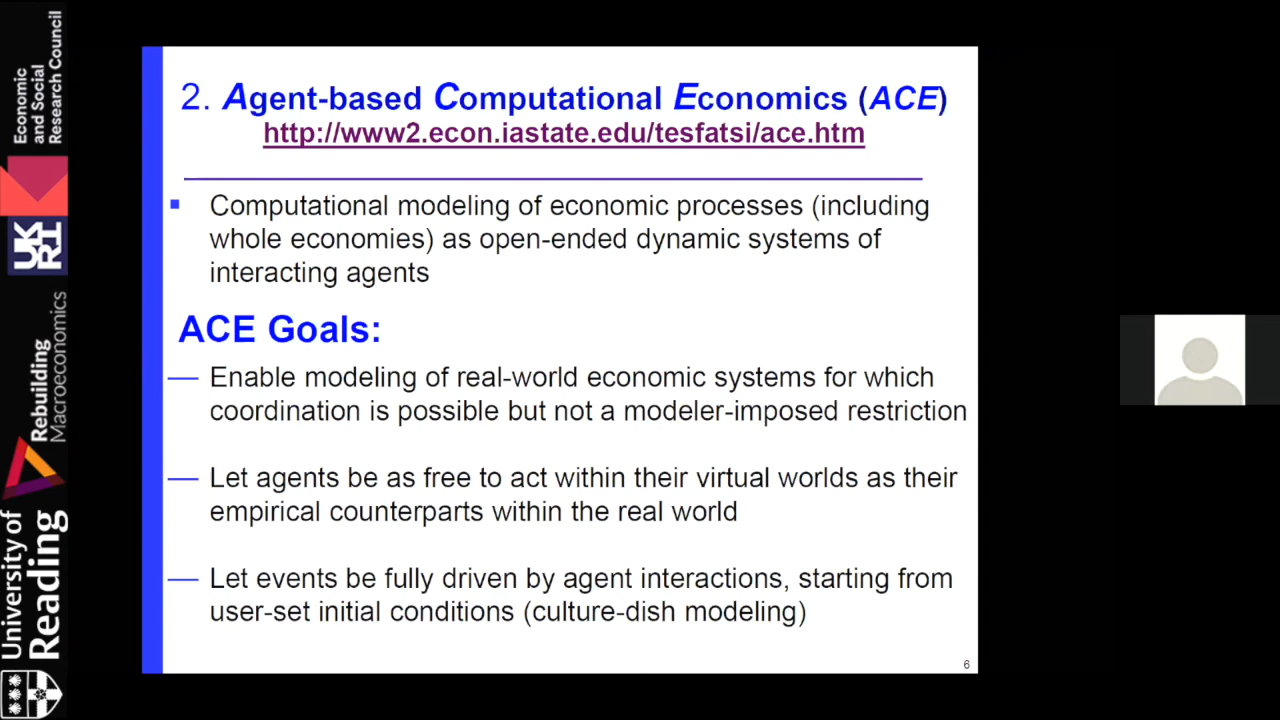 2. Agent-based Computational Economics (ACE)
http://www2.econ.iastate.edu/tesfatsi/ace.htm
Computational modeling of economic processes (including
whole economies) as open-ended dynamic systems of
interacting agents
ACE Goals:
— Enable modeling of real-world economic systems for which
coordination is possible but not a modeler-imposed restriction
— Let agents be as free to act within their virtual worlds as their
empirical counterparts within the real world
— Let events be fully driven by agent interactions, starting from
user-set initial conditions (culture-dish modeling)
6
Economic
and Social
Research Council
UKRI
Rebuilding
Macroeconomics
University of
Reading